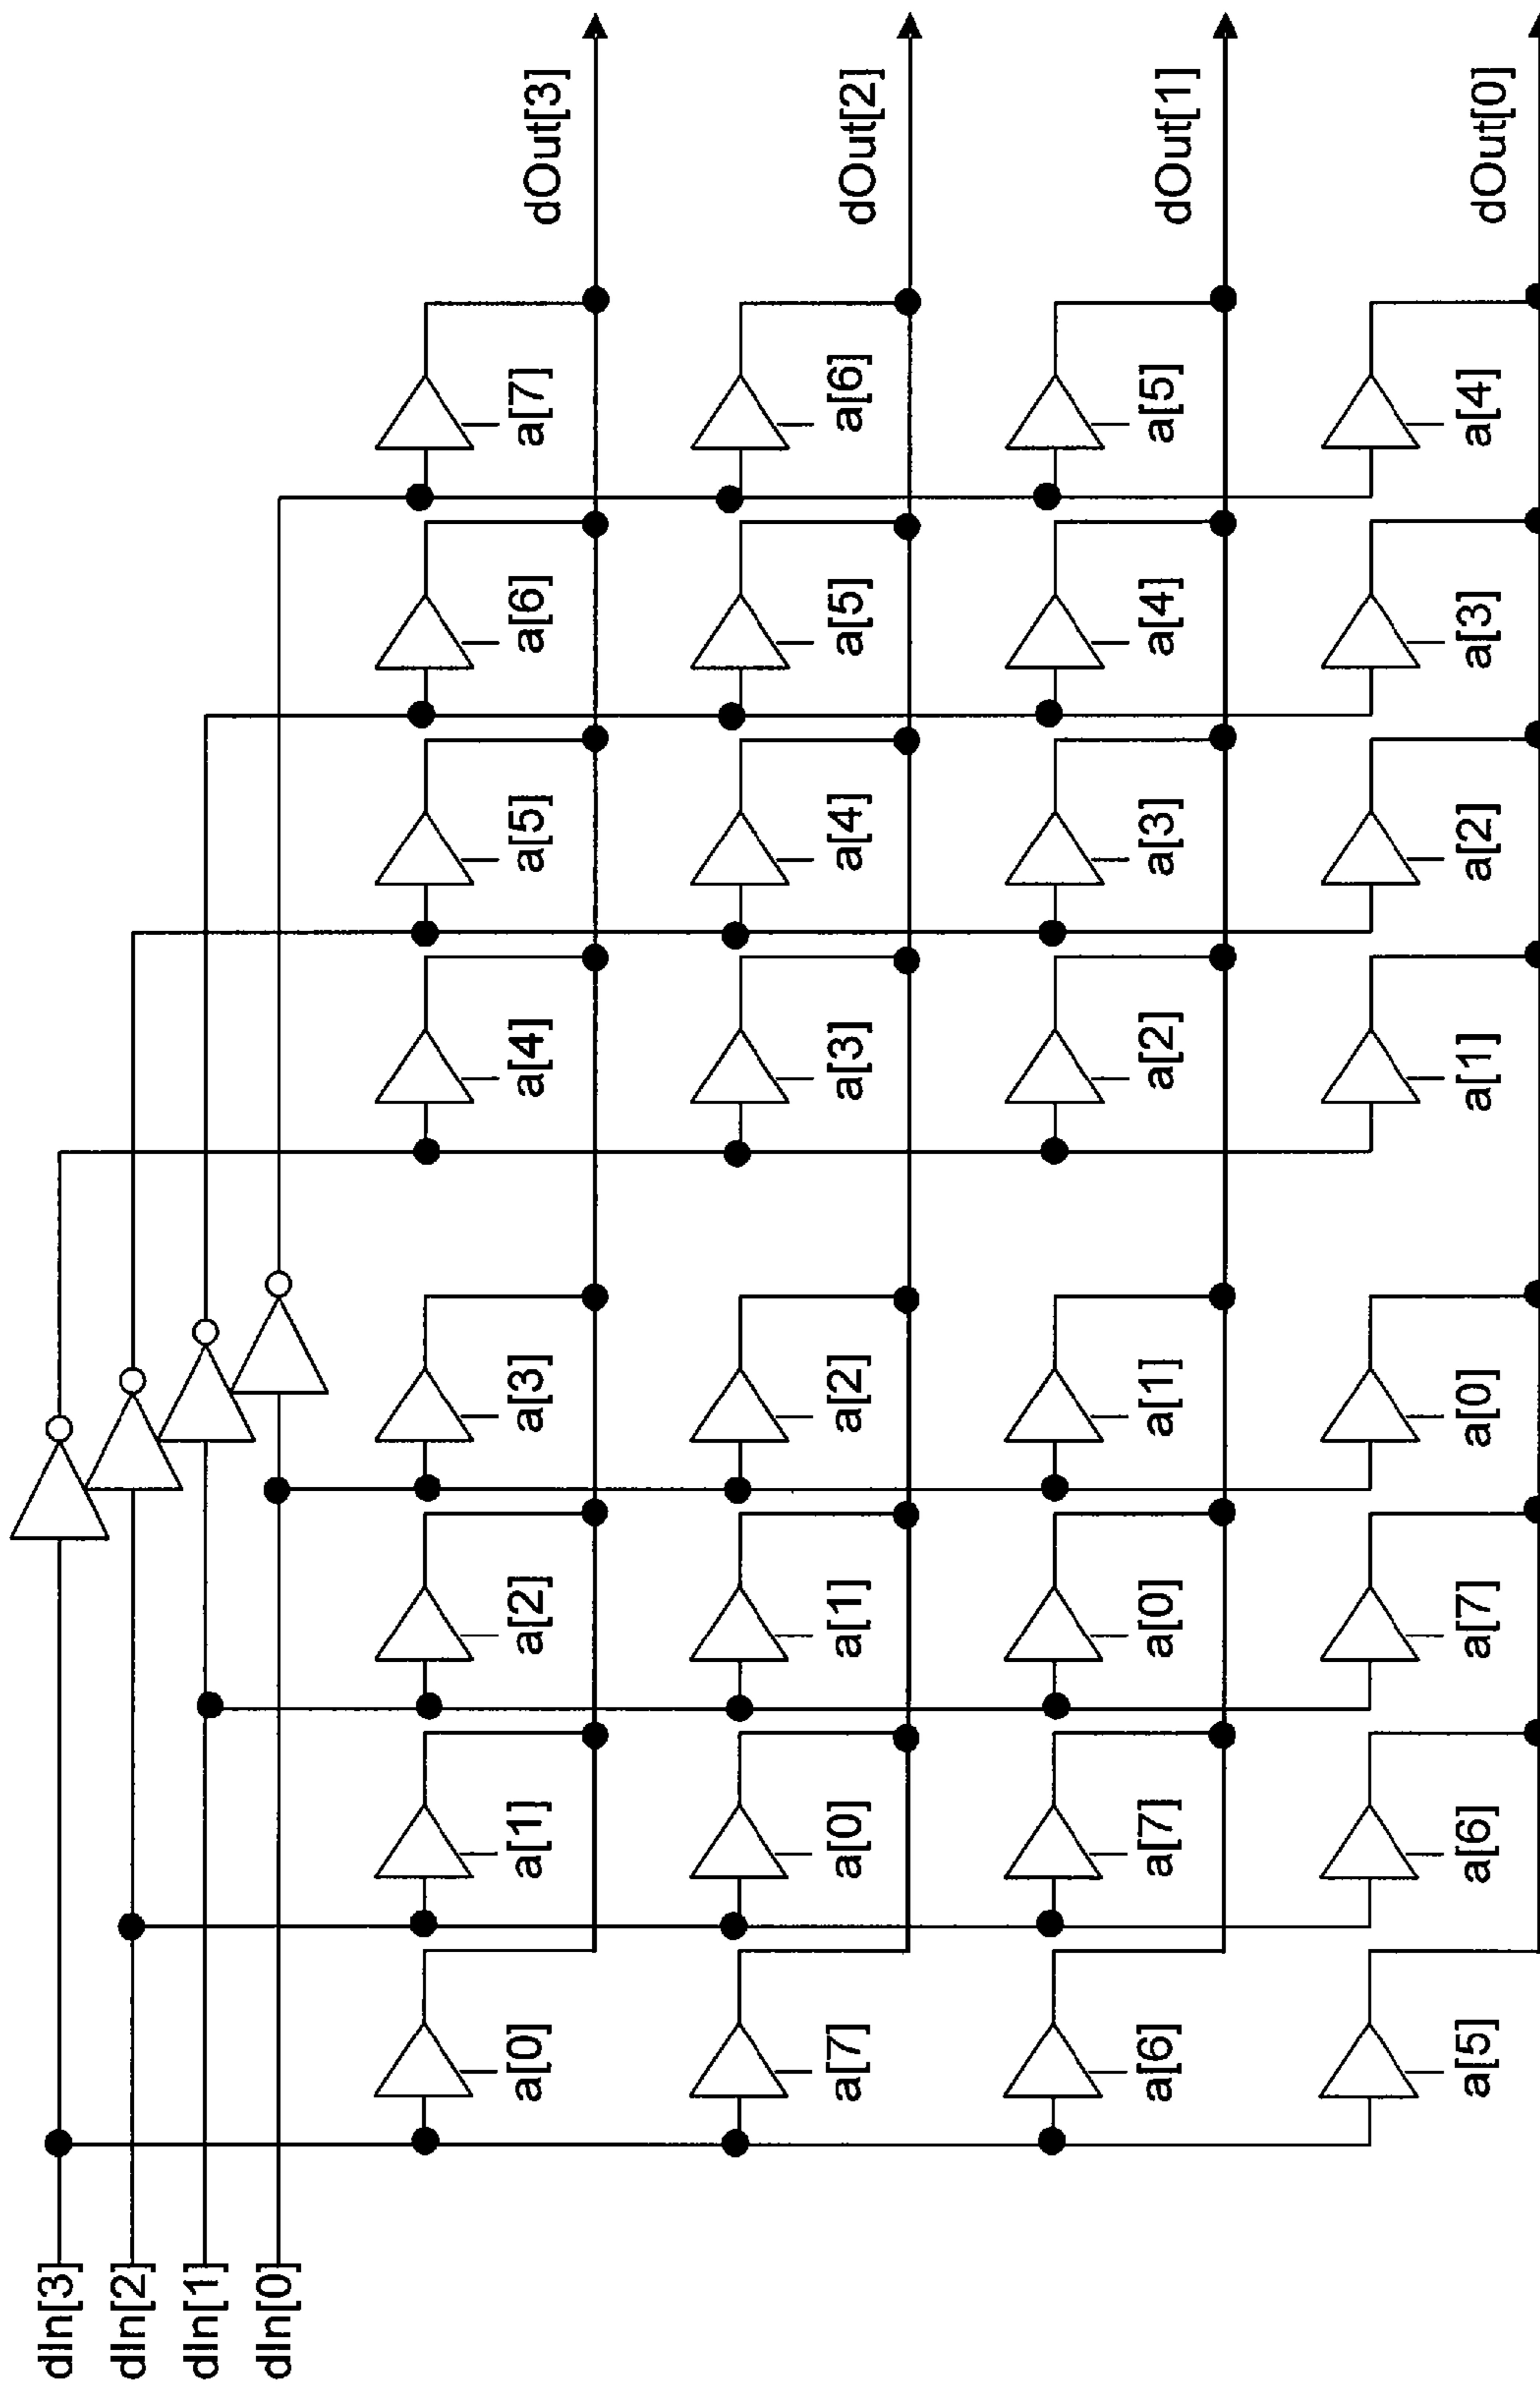 dIn[3]
dIn[2]
dIn[1]
dIn[0]
a[0] a[1] a[2] a[3] a[4] a[5] a[6] a[7] dOut[3]
a[7] a[0] a[1] a[2] a[3] a[4] a[5] a[6] dOut[2]
a[6] a[7] a[0] a[1] a[2] a[3] a[4] a[5] dOut[1]
a[5] a[6] a[7] a[0] a[1] a[2] a[3] a[4] dOut[0]